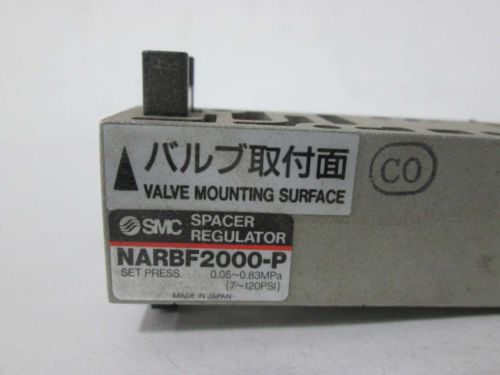 バルブ取付面
VALVE MOUNTING SURFACE
CO
SMC SPACER
REGULATOR
NARBF2000-P
SET PRESS. 0.05~0.83MPa
(7~120PSI)
MADE IN JAPAN